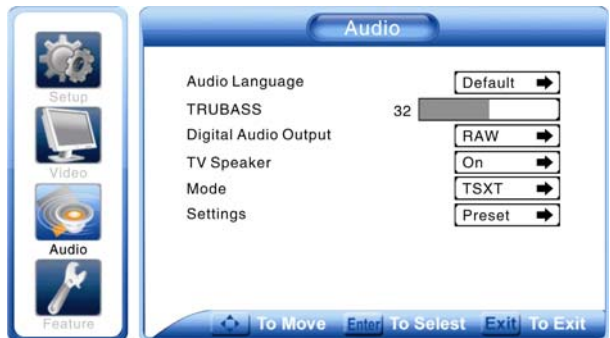 Audio
Setup
Video
Audio
Feature
Audio Language Default
TRUBASS 32
Digital Audio Output RAW
TV Speaker On
Mode TSXT
Settings Preset
To Move Enter To Selest Exit To Exit